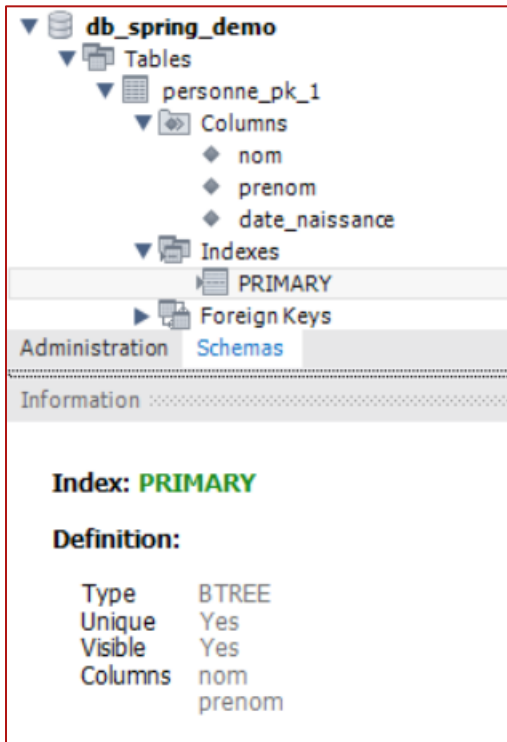 db_spring_demo
Tables
personne_pk_1
Columns
nom
prenom
date_naissance
Indexes
PRIMARY
Foreign Keys
Administration Schemas
Information
Index: PRIMARY
Definition:
Type BTREE
Unique Yes
Visible Yes
Columns nom
prenom